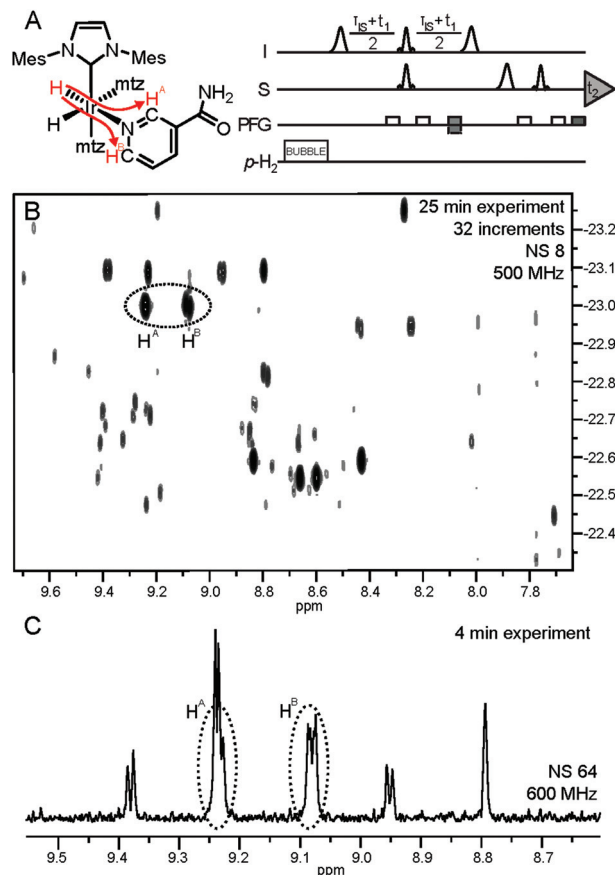 A
Mes
N
N
Mes
H
Ir
mtz
H
mtz
N
H^A
H^B
NH₂
O
I
S
PFG
p-H₂
τ_IS + t₁
2
τ_IS + t₁
2
BUBBLE
t₂
B
25 min experiment
32 increments
NS 8
500 MHz
H^A
H^B
-23.2
-23.1
-23.0
-22.9
-22.8
-22.7
-22.6
-22.5
-22.4
9.6 9.4 9.2 9.0 8.8 8.6 8.4 8.2 8.0 7.8
ppm
C
4 min experiment
H^A
H^B
NS 64
600 MHz
9.5 9.4 9.3 9.2 9.1 9.0 8.9 8.8 8.7
ppm